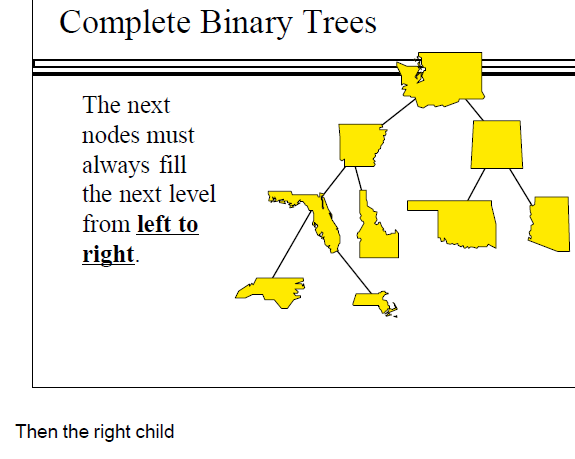 Complete Binary Trees
The next
nodes must
always fill
the next level
from left to
right.
Then the right child